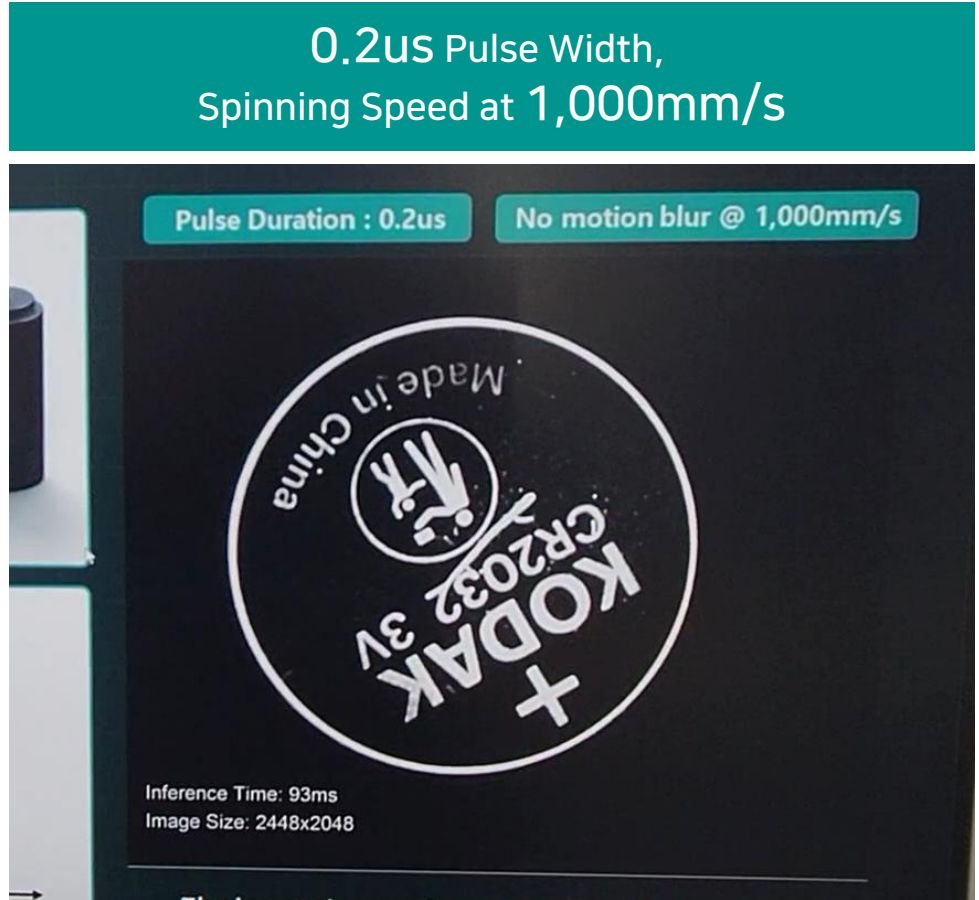 0.2us Pulse Width,
Spinning Speed at 1,000mm/s
Pulse Duration : 0.2us
No motion blur @ 1,000mm/s
Made in China
+
KODAK
CR2032 3V
Inference Time: 93ms
Image Size: 2448x2048